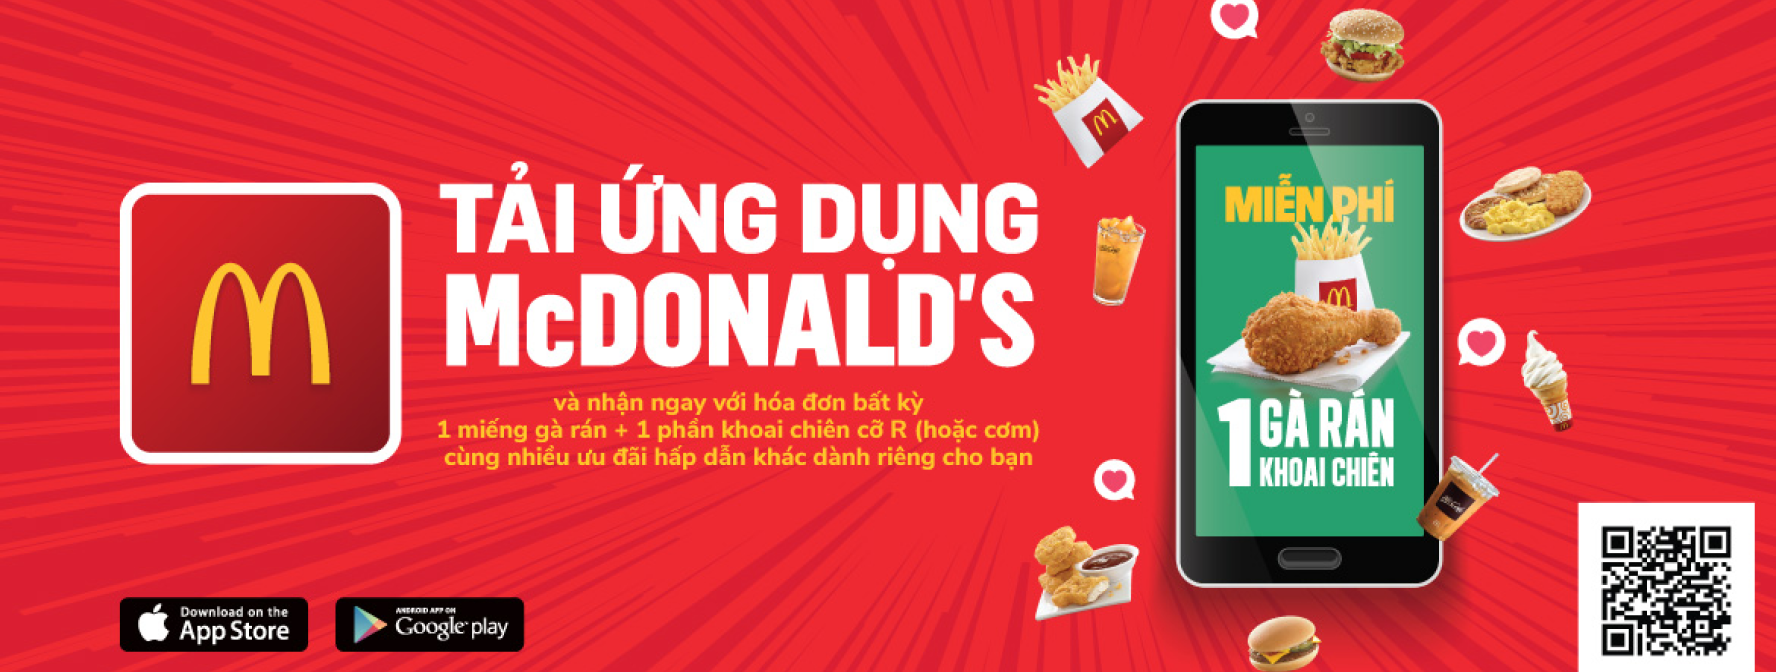 TẢI ỨNG DỤNG
McDONALD'S
và nhận ngay với hóa đơn bất kỳ
1 miếng gà rán + 1 phần khoai chiên cỡ R (hoặc cơm)
cùng nhiều ưu đãi hấp dẫn khác dành riêng cho bạn
Download on the
App Store
ANDROID APP ON
Google play
MIỄN PHÍ
1 GÀ RÁN
KHOAI CHIÊN